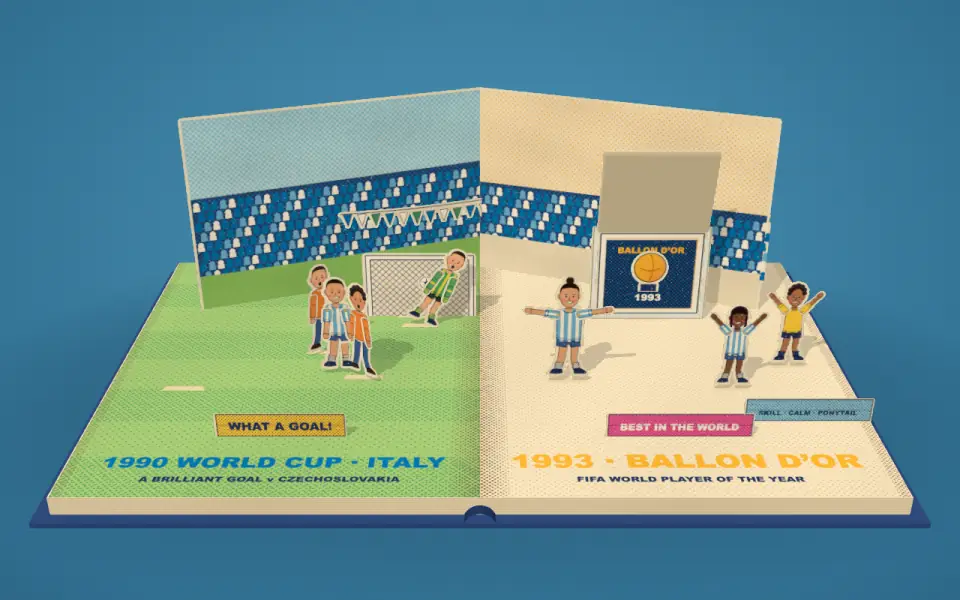 WHAT A GOAL!
1990 WORLD CUP · ITALY
A BRILLIANT GOAL v CZECHOSLOVAKIA
BALLON D'OR
1993
SKILL · CALM · PONYTAIL
BEST IN THE WORLD
1993 · BALLON D'OR
FIFA WORLD PLAYER OF THE YEAR